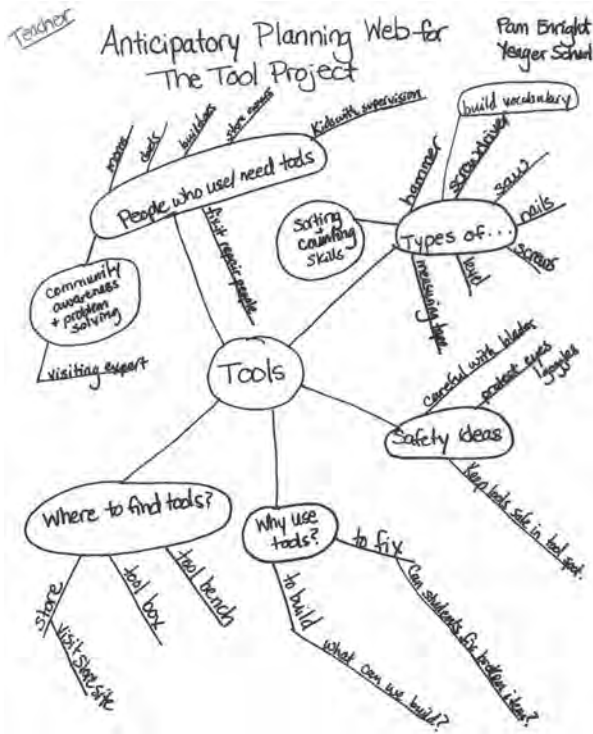 Teacher
Anticipatory Planning Web for
The Tool Project
Pam Enright
Yeager School
moms
dads
builders
store owners
Kids with supervision
People who use/need tools
visit repair people
community
awareness
+ problem
solving
visiting expert
build vocabulary
hammer
screwdriver
saw
nails
screws
level
measuring tape
Types of...
Sorting
+
counting
skills
Tools
careful with blades
protect eyes
goggles
Safety ideas
Keep tools safe in tool spot.
Where to find tools?
store
visit store site
tool box
tool bench
Why use
tools?
to fix
Can students fix broken items?
to build
what can we build?